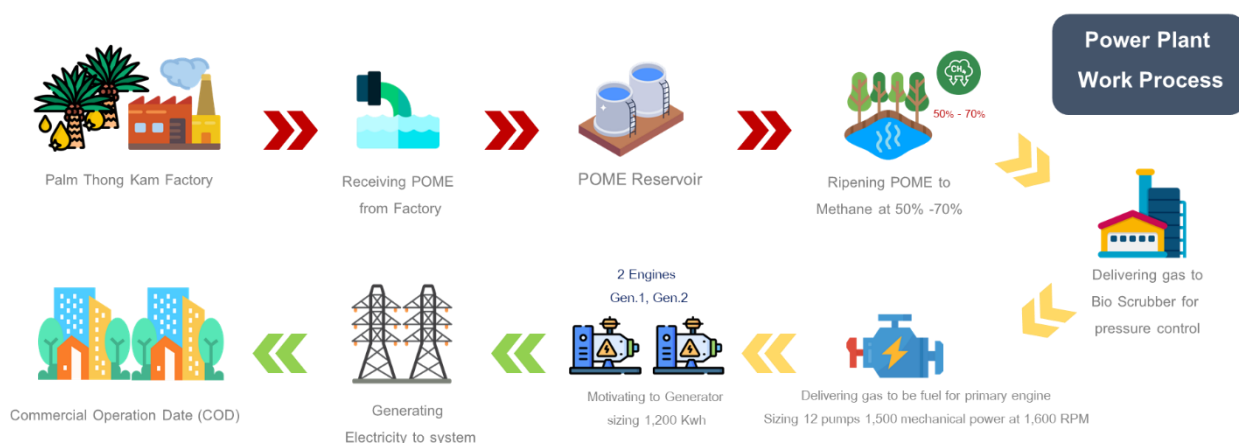 Power Plant
Work Process
CH₄
50% - 70%
Palm Thong Kam Factory
Receiving POME
from Factory
POME Reservoir
Ripening POME to
Methane at 50% -70%
Delivering gas to
Bio Scrubber for
pressure control
Delivering gas to be fuel for primary engine
Sizing 12 pumps 1,500 mechanical power at 1,600 RPM
2 Engines
Gen.1, Gen.2
Motivating to Generator
sizing 1,200 Kwh
Generating
Electricity to system
Commercial Operation Date (COD)